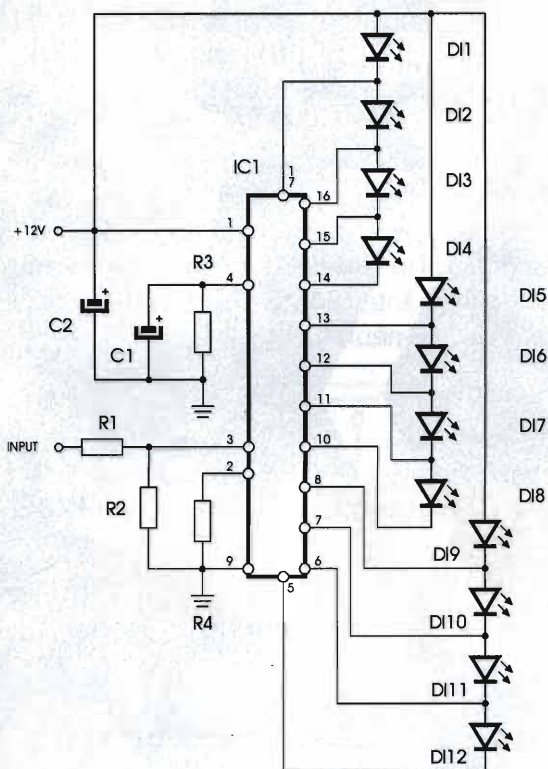 DI1
DI2
IC1
1
7
16
DI3
+12V
1
15
DI4
R3
4
14
C2
+
C1
+
13
DI5
12
DI6
11
R1
INPUT
3
10
DI7
2
R2
8
DI8
7
DI9
9
6
5
R4
DI10
DI11
DI12